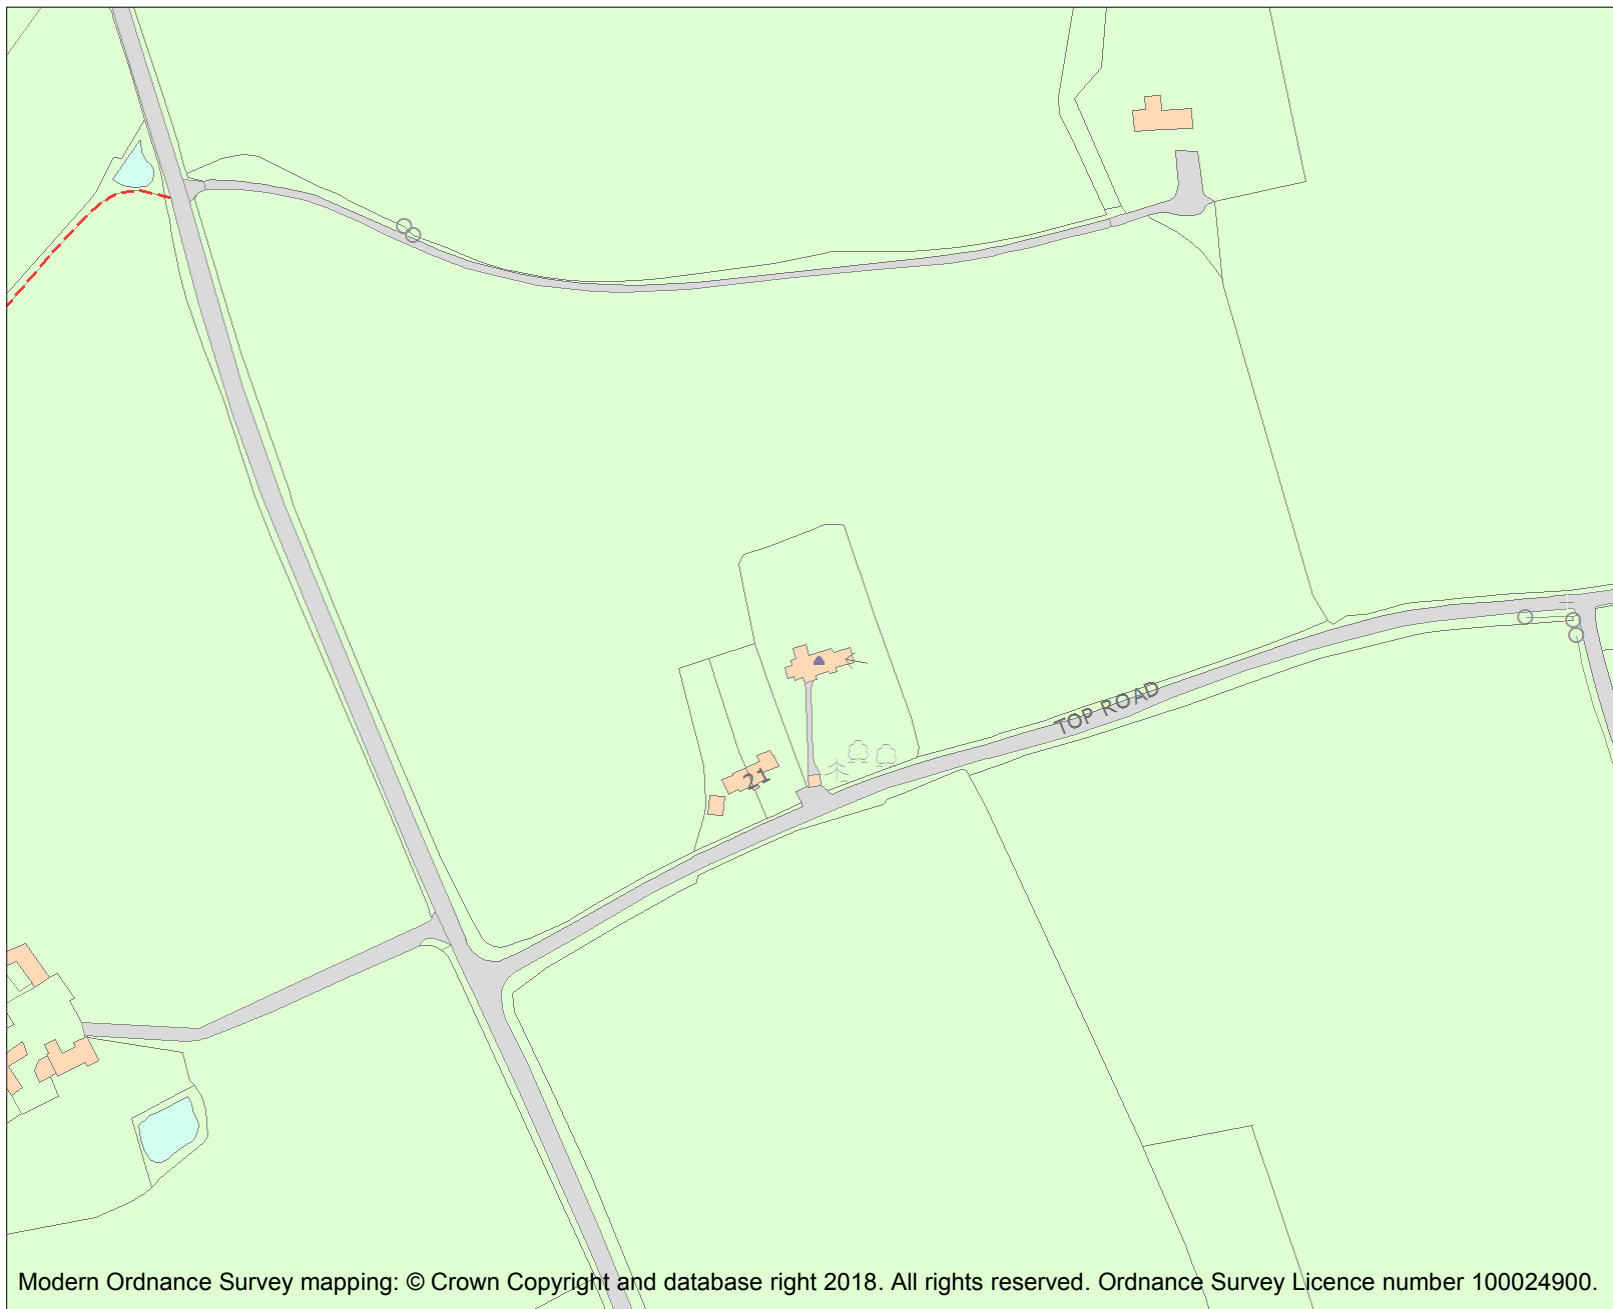 TOP ROAD
21
Modern Ordnance Survey mapping: © Crown Copyright and database right 2018. All rights reserved. Ordnance Survey Licence number 100024900.